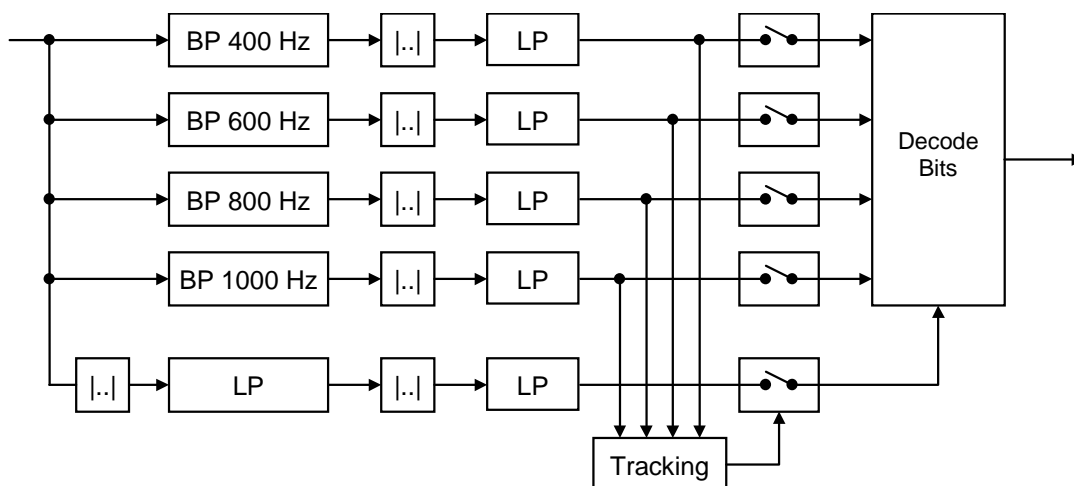 BP 400 Hz |..| LP
BP 600 Hz |..| LP
BP 800 Hz |..| LP
BP 1000 Hz |..| LP
|..| LP |..| LP
Decode
Bits
Tracking